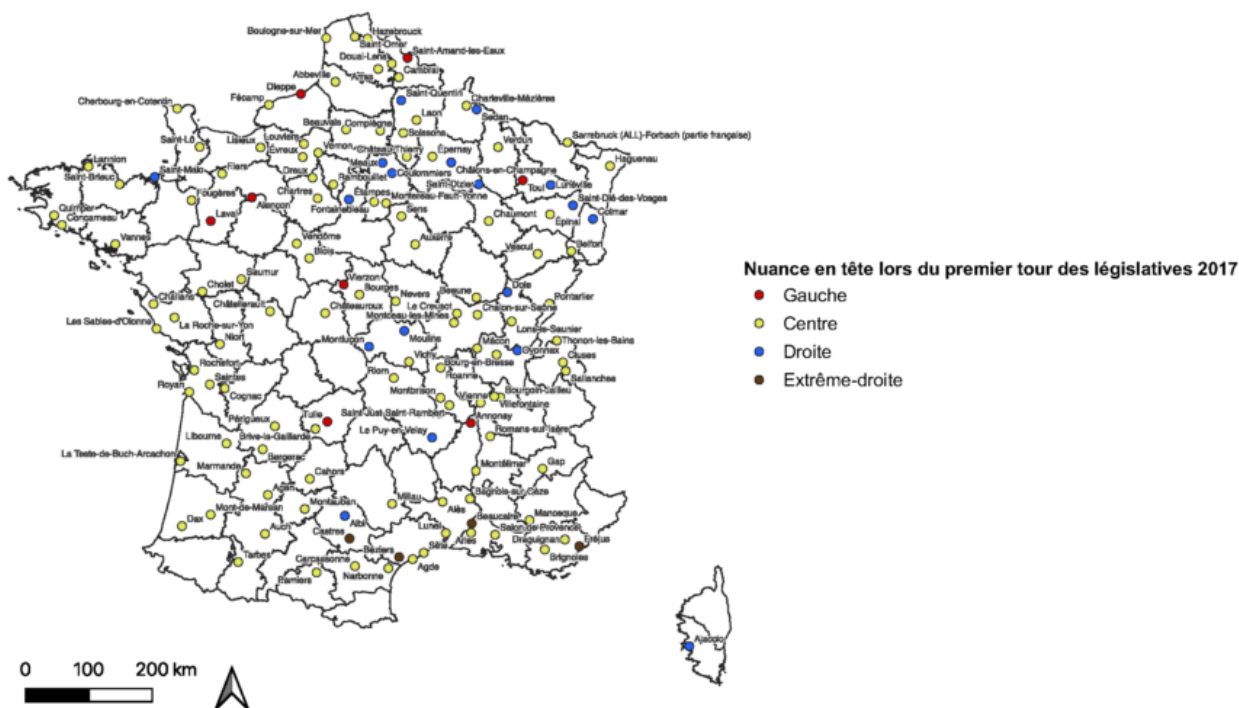 Boulogne-sur-Mer
Hazebrouck
Saint-Omer
Saint-Amand-les-Eaux
Douai-Lens
Cambrai
Arras
Abbeville
Dieppe
Saint-Quentin
Charleville-Mézières
Cherbourg-en-Cotentin
Fécamp
Laon
Sedan
Beauvais
Compiègne
Soissons
Saint-Lô
Lisieux
Louviers
Vernon
Évreux
Château-Thierry
Épernay
Verdun
Sarrebruck (ALL)-Forbach (partie française)
Haguenau
Meaux
Coulommiers
Châlons-en-Champagne
Lannion
Saint-Malo
Saint-Brieuc
Flers
Dreux
Rambouillet
Saint-Dizier
Toul
Lunéville
Fougères
Alençon
Chartres
Étampes
Montereau-Fault-Yonne
Saint-Dié-des-Vosges
Fontainebleau
Quimper
Concarneau
Laval
Sens
Chaumont
Épinal
Colmar
Vannes
Vendôme
Auxerre
Vesoul
Belfort
Blois
Saumur
Vierzon
Bourges
Cholet
Nevers
Beaune
Dole
Pontarlier
Challans
Châtellerault
Châteauroux
Le Creusot
Chalon-sur-Saône
Montceau-les-Mines
Les Sables-d'Olonne
La Roche-sur-Yon
Lons-le-Saunier
Niort
Moulins
Montluçon
Mâcon
Thonon-les-Bains
Oyonnax
Cluses
Vichy
Bourg-en-Bresse
Rochefort
Riom
Roanne
Sallanches
Saintes
Royan
Cognac
Montbrison
Vienne
Bourgoin-Jallieu
Villefontaine
Périgueux
Tulle
Saint-Just-Saint-Rambert
Annonay
Libourne
Brive-la-Gaillarde
Le Puy-en-Velay
Romans-sur-Isère
La Teste-de-Buch-Arcachon
Bergerac
Marmande
Cahors
Montélimar
Gap
Agen
Bagnols-sur-Cèze
Mont-de-Marsan
Montauban
Millau
Alès
Beaucaire
Manosque
Dax
Auch
Albi
Castres
Lunel
Arles
Salon-de-Provence
Draguignan
Fréjus
Tarbes
Béziers
Sète
Agde
Brignoles
Carcassonne
Pamiers
Narbonne
Ajaccio
Nuance en tête lors du premier tour des législatives 2017
Gauche
Centre
Droite
Extrême-droite
0 100 200 km